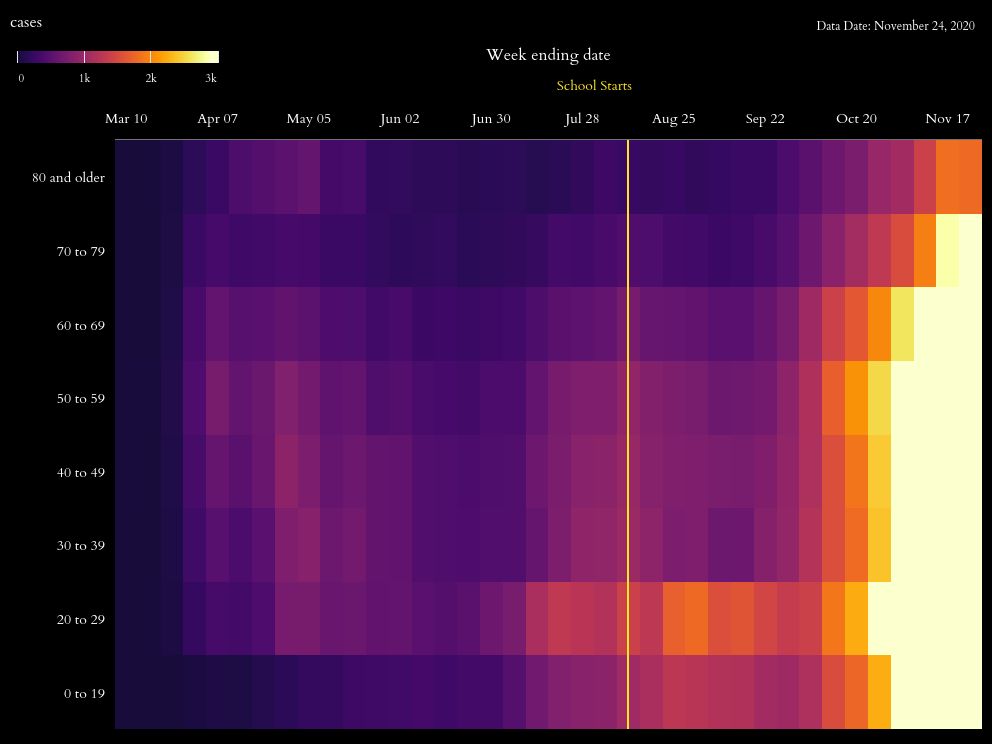 cases
Data Date: November 24, 2020
0 1k 2k 3k
Week ending date
School Starts
Mar 10 Apr 07 May 05 Jun 02 Jun 30 Jul 28 Aug 25 Sep 22 Oct 20 Nov 17
80 and older
70 to 79
60 to 69
50 to 59
40 to 49
30 to 39
20 to 29
0 to 19